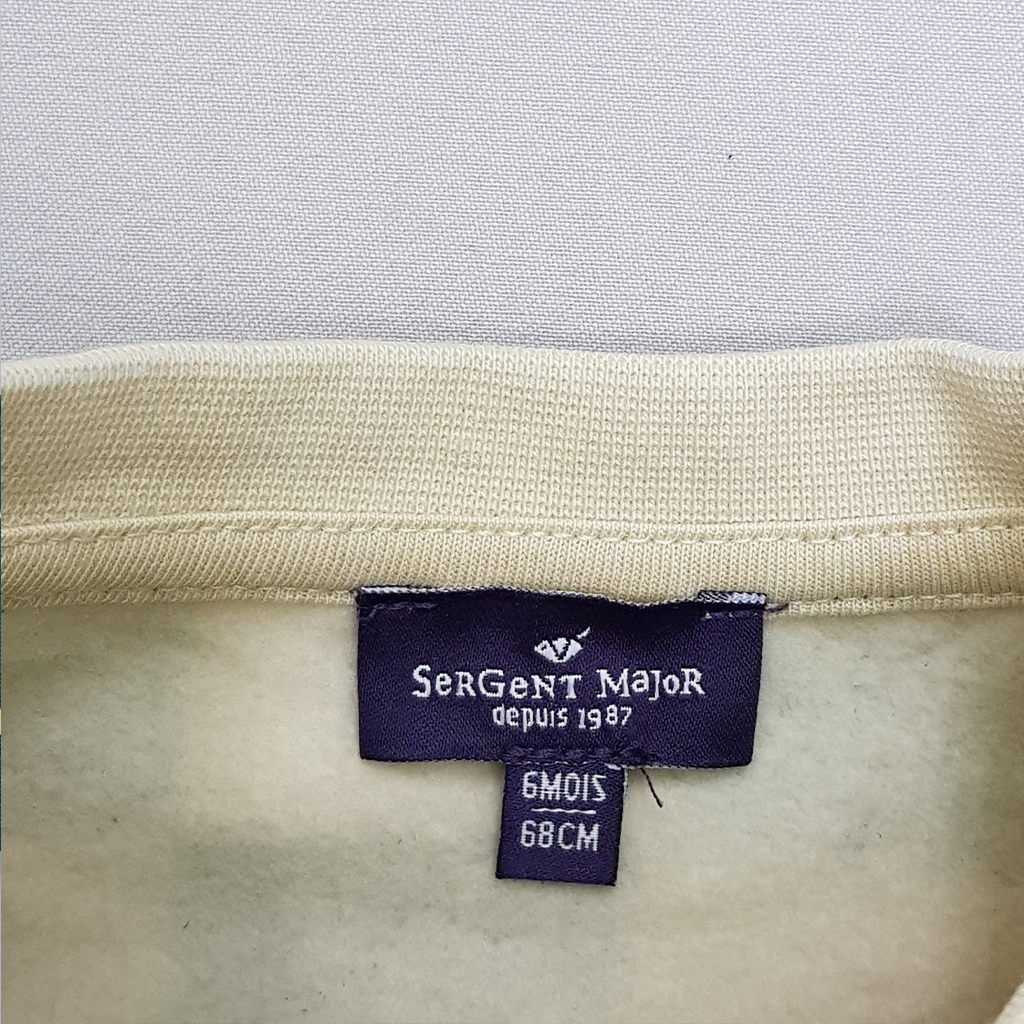 SerGeNT MaJoR
depuis 1987
6MOIS
68CM